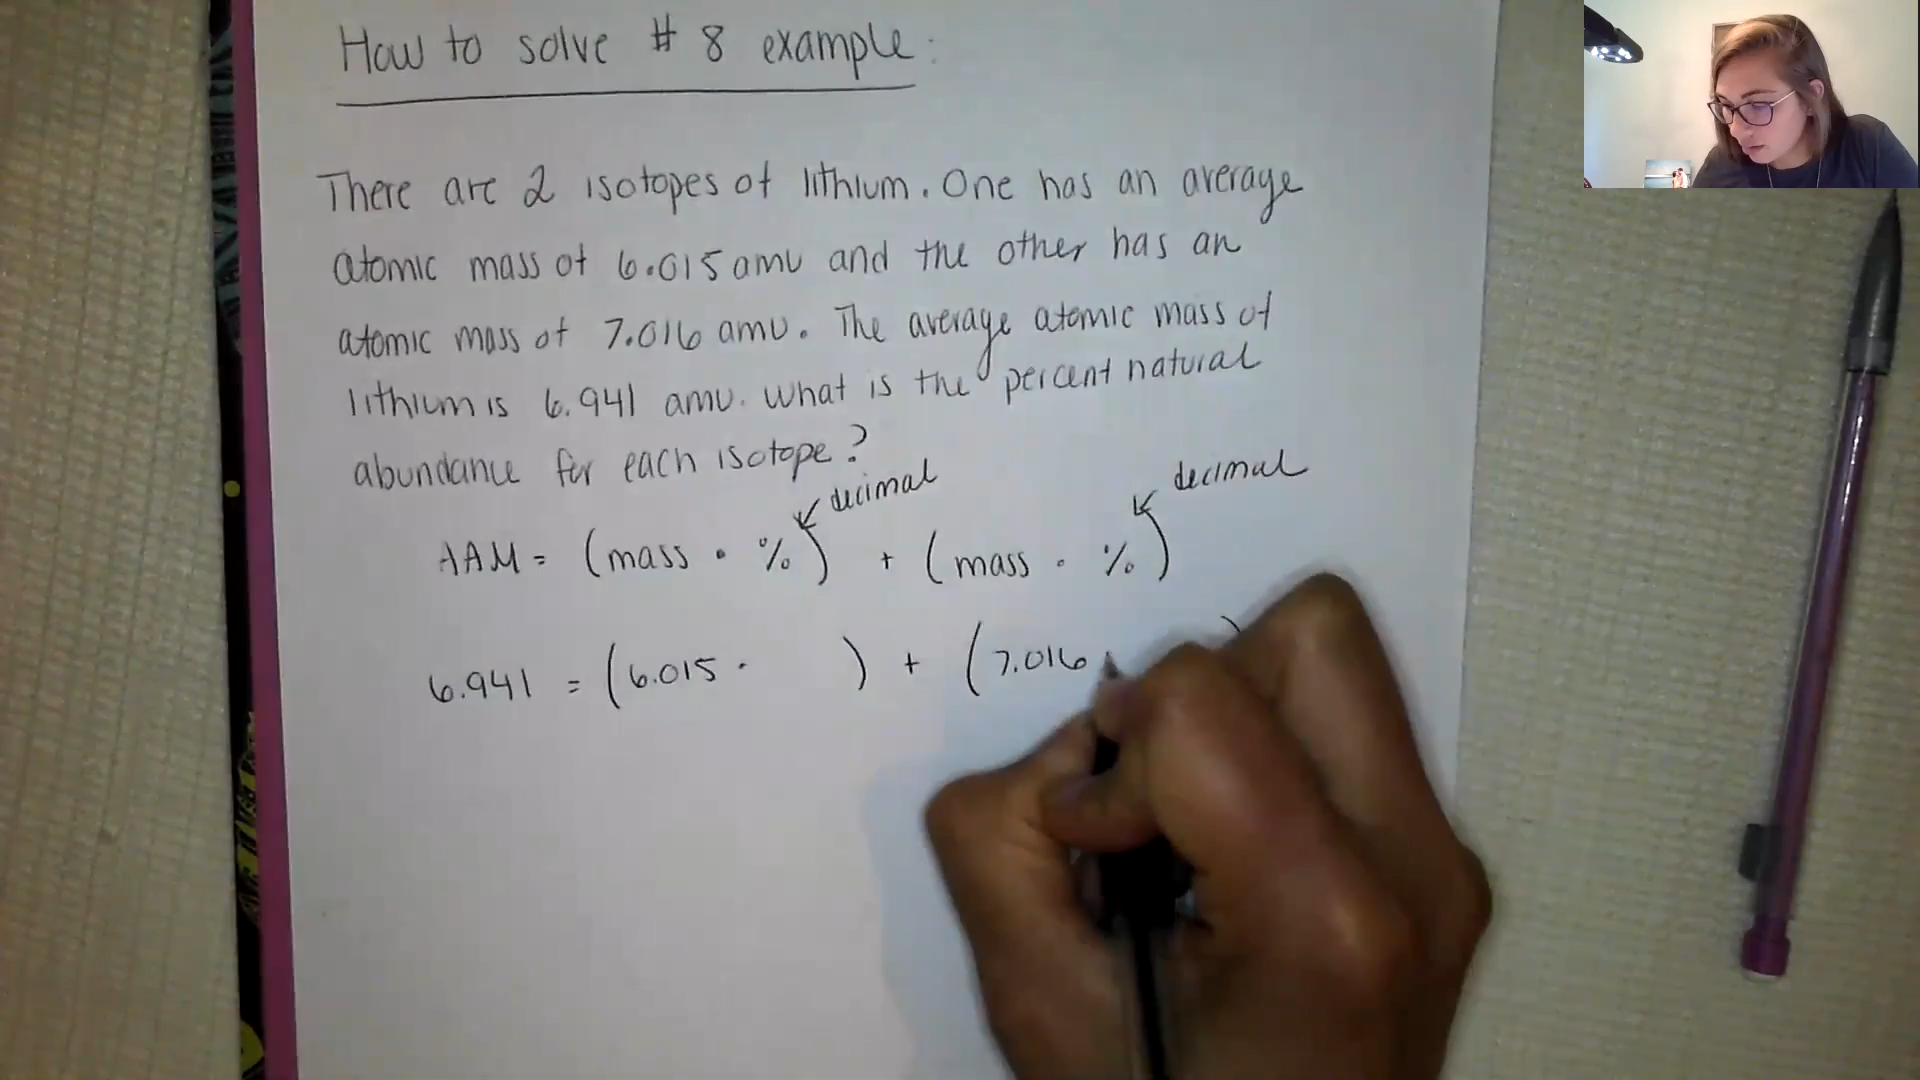 How to solve # 8 example:
There are 2 isotopes of lithium. One has an average
atomic mass of 6.015 amu and the other has an
atomic mass of 7.016 amu. The average atomic mass of
lithium is 6.941 amu. What is the percent natural
abundance for each isotope?
decimal decimal
AAM = (mass · %) + (mass · %)
6.941 = (6.015 · ) + (7.016 )